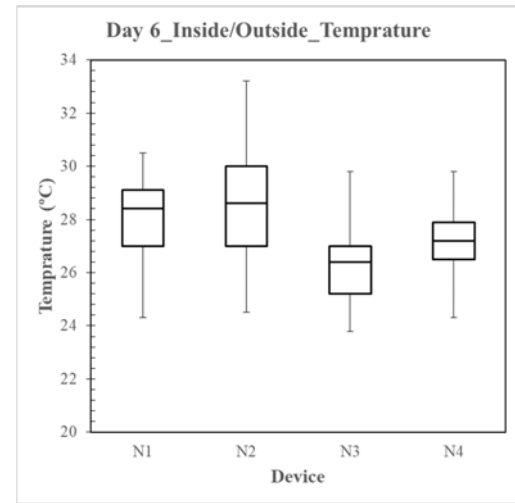 Day 6_Inside/Outside_Temprature
34
32
30
28
26
24
22
20
Temprature (°C)
N1 N2 N3 N4
Device